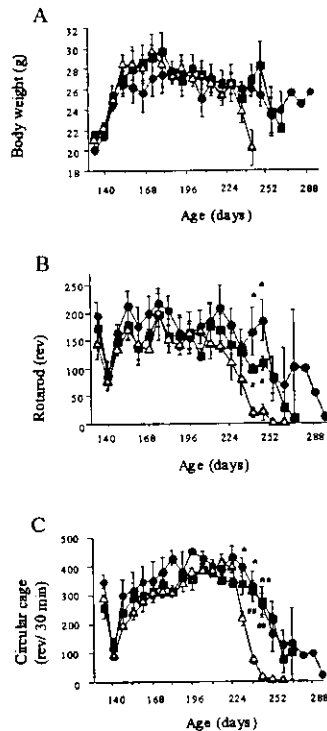 A
Body weight (g)
32
30
28
26
24
22
20
18
140 168 196 224 252 288
Age (days)
B
Rotarod (rev)
250
200
150
100
50
0
140 168 196 224 252 288
Age (days)
C
Circular cage
(rev/ 30 min)
500
400
300
200
100
0
140 168 196 224 252 288
Age (days)